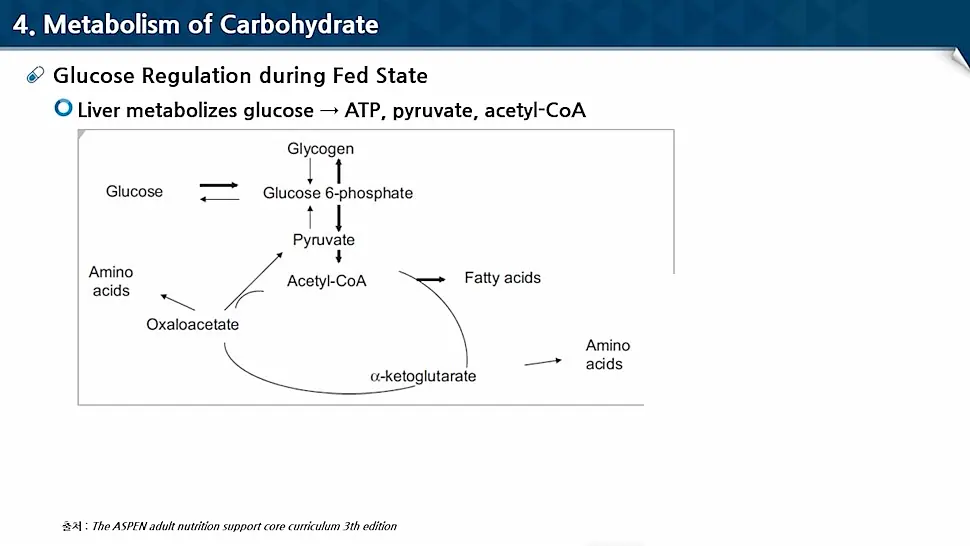 4. Metabolism of Carbohydrate
Glucose Regulation during Fed State
Liver metabolizes glucose → ATP, pyruvate, acetyl-CoA
Glycogen
Glucose
Glucose 6-phosphate
Pyruvate
Amino
acids
Acetyl-CoA
Fatty acids
Oxaloacetate
Amino
acids
α-ketoglutarate
출처 : The ASPEN adult nutrition support core curriculum 3th edition